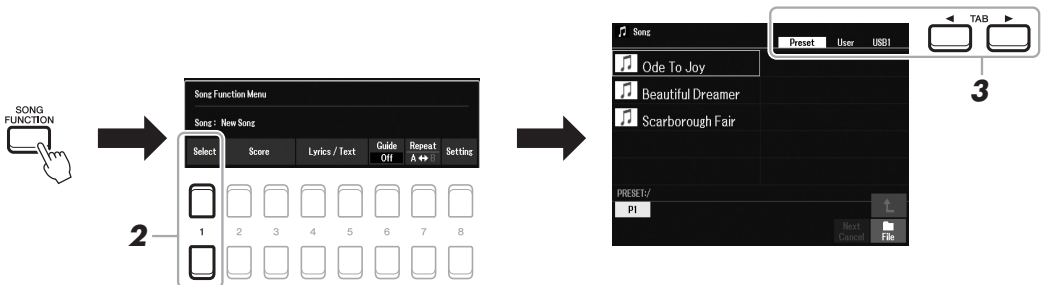 SONG
FUNCTION
2
Song Function Menu
Song : New Song
Select Score Lyrics / Text Guide Off Repeat A ↔ B Setting
1 2 3 4 5 6 7 8
Song
Preset User USB1
Ode To Joy
Beautiful Dreamer
Scarborough Fair
PRESET:/
P1
Next
Cancel
File
◄ TAB ►
3